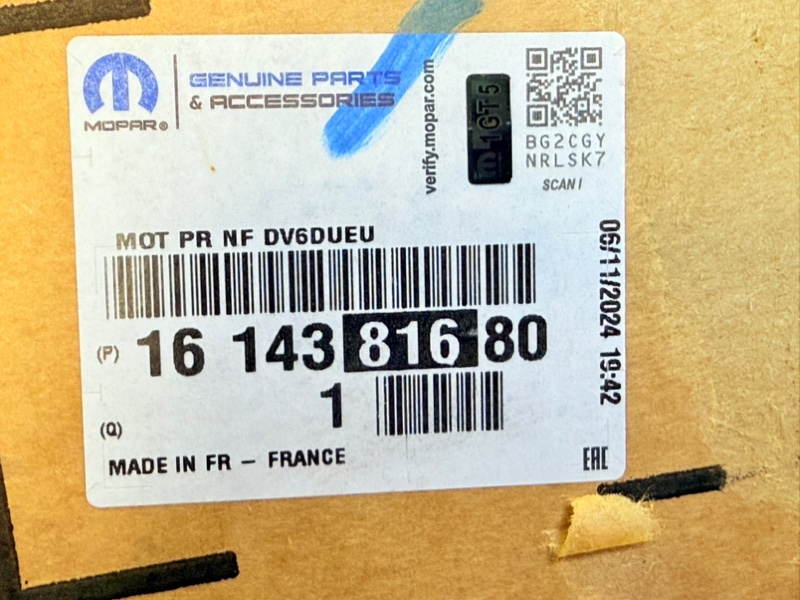 MOPAR®
GENUINE PARTS
& ACCESSORIES
verify.mopar.com
1GT5
BG2CGY
NRLSK7
SCAN!
MOT PR NF DV6DUEU
(P) 16 143 816 80
(Q) 1
06/11/2024 19:42
MADE IN FR - FRANCE
EAC